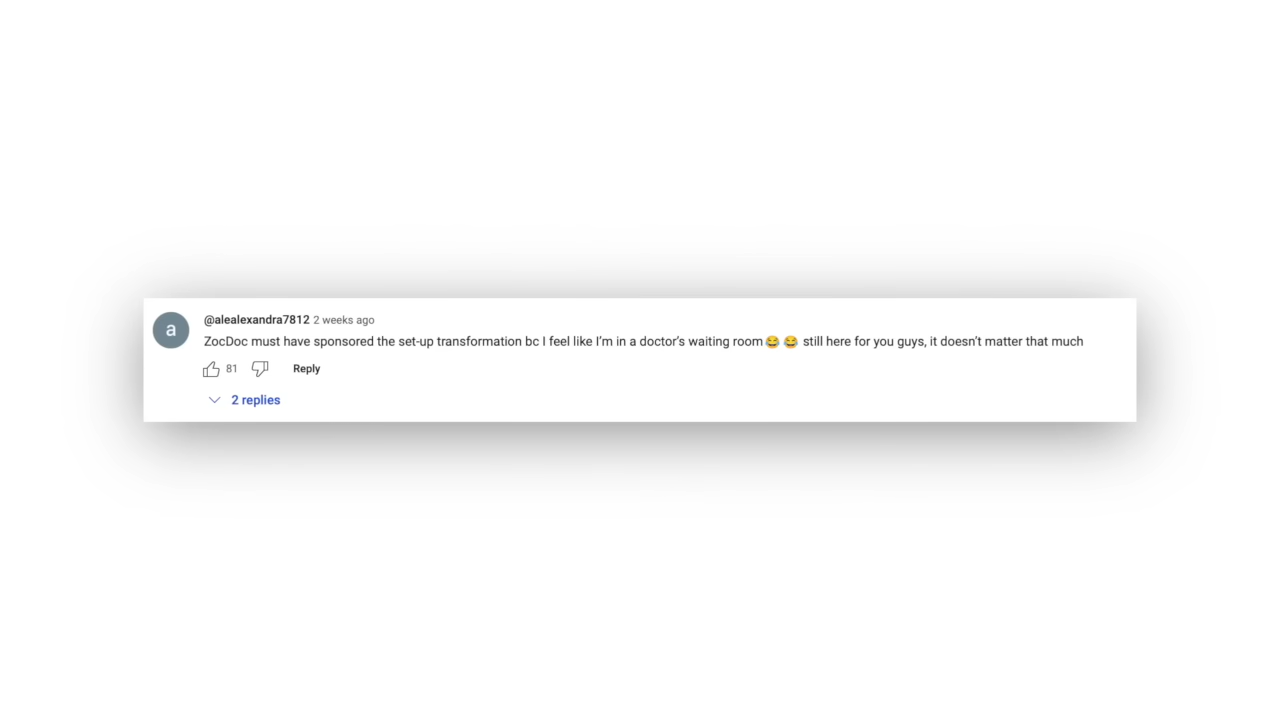 a
@alealexandra7812 2 weeks ago
ZocDoc must have sponsored the set-up transformation bc I feel like I’m in a doctor’s waiting room😂 😂 still here for you guys, it doesn’t matter that much
81 Reply
2 replies